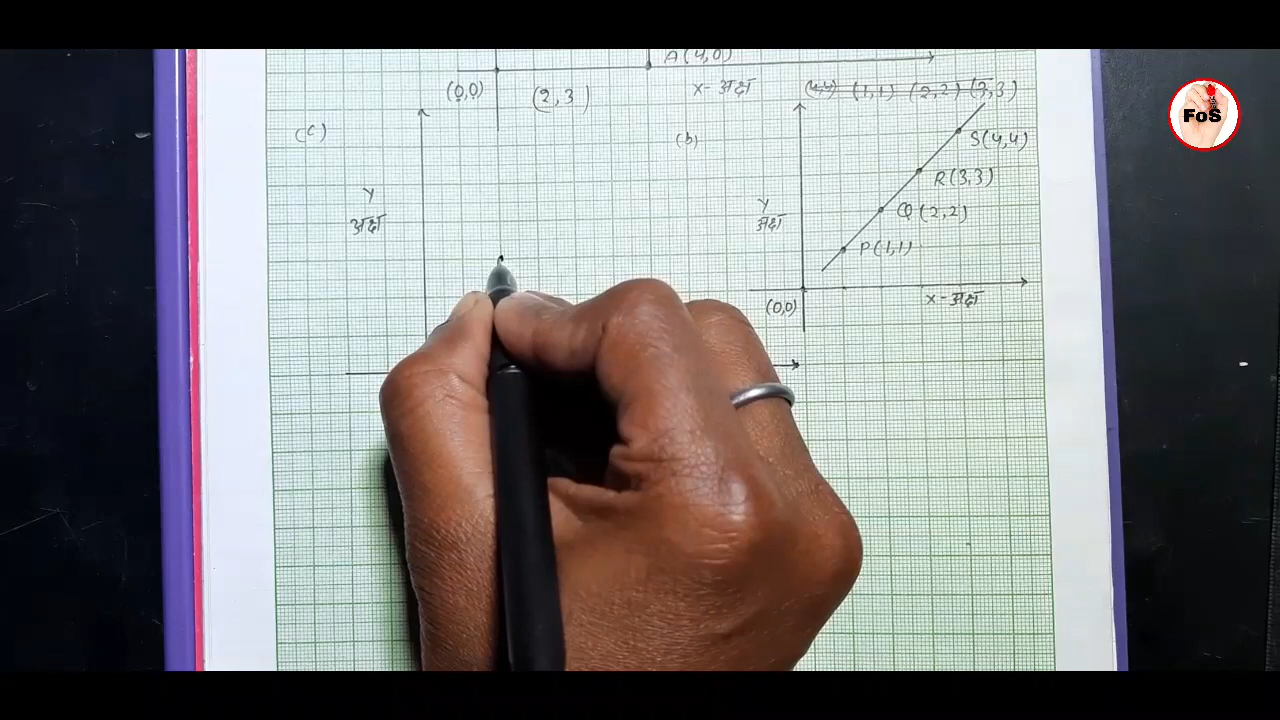 A(4,0)
(0,0)
(2,3)
x-अक्ष
(1,1) (2,2) (3,3)
(c)
Y
अक्ष
(b)
S(4,4)
R(3,3)
Q(2,2)
P(1,1)
Y
अक्ष
(0,0)
x-अक्ष
FoS